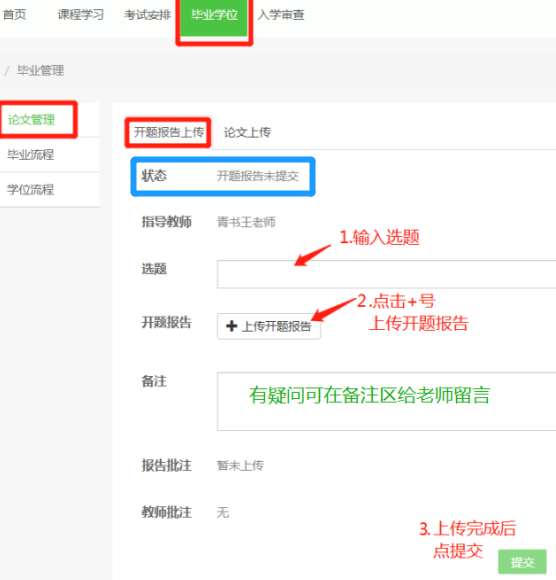 首页 课程学习 考试安排 毕业学位 入学审查
/ 毕业管理
论文管理
毕业流程
学位流程
开题报告上传 论文上传
状态 开题报告未提交
指导教师 青书王老师
1.输入选题
选题
2.点击+号
上传开题报告
开题报告 + 上传开题报告
备注 有疑问可在备注区给老师留言
报告批注 暂未上传
教师批注 无
3.上传完成后
点提交
提交